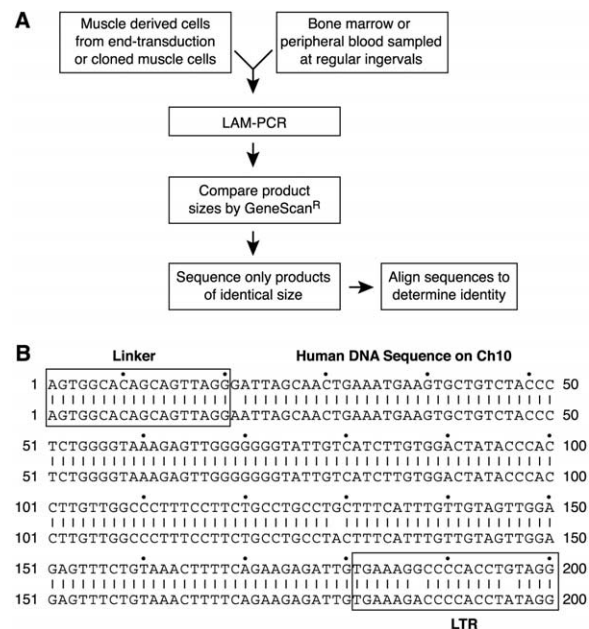 A
Muscle derived cells
from end-transduction
or cloned muscle cells
Bone marrow or
peripheral blood sampled
at regular ingervals
LAM-PCR
Compare product
sizes by GeneScanR
Sequence only products
of identical size
Align sequences to
determine identity
B
Linker Human DNA Sequence on Ch10
1 AGTGGCACAGCAGTTAGGGATTAGCAACTGAAATGAAGTGCTGTCTACCC 50
1 AGTGGCACAGCAGTTAGGAATTAGCAACTGAAATGAAGTGCTGTCTACCC 50
51 TCTGGGGTAAAGAGTTGGGGGGGTATTGTCATCTTGTGGACTATACCCAC 100
51 TCTGGGGTAAAGAGTTGGGGGGGTATTGTCATCTTGTGGACTATACCCAC 100
101 CTTGTTGGCCCTTTCCTTCTGCCTGCCTGCTTTCATTTGTTGTAGTTGGA 150
101 CTTGTTGGCCCTTTCCTTCTGCCTGCCTACTTTCATTTGTTGTAGTTGGA 150
151 GAGTTTCTGTAAACTTTTCAGAAGAGATTGTGAAAGGCCCCACCTGTAGG 200
151 GAGTTTCTGTAAACTTTTCAGAAGAGATTGTGAAAGACCCCACCTATAGG 200
LTR